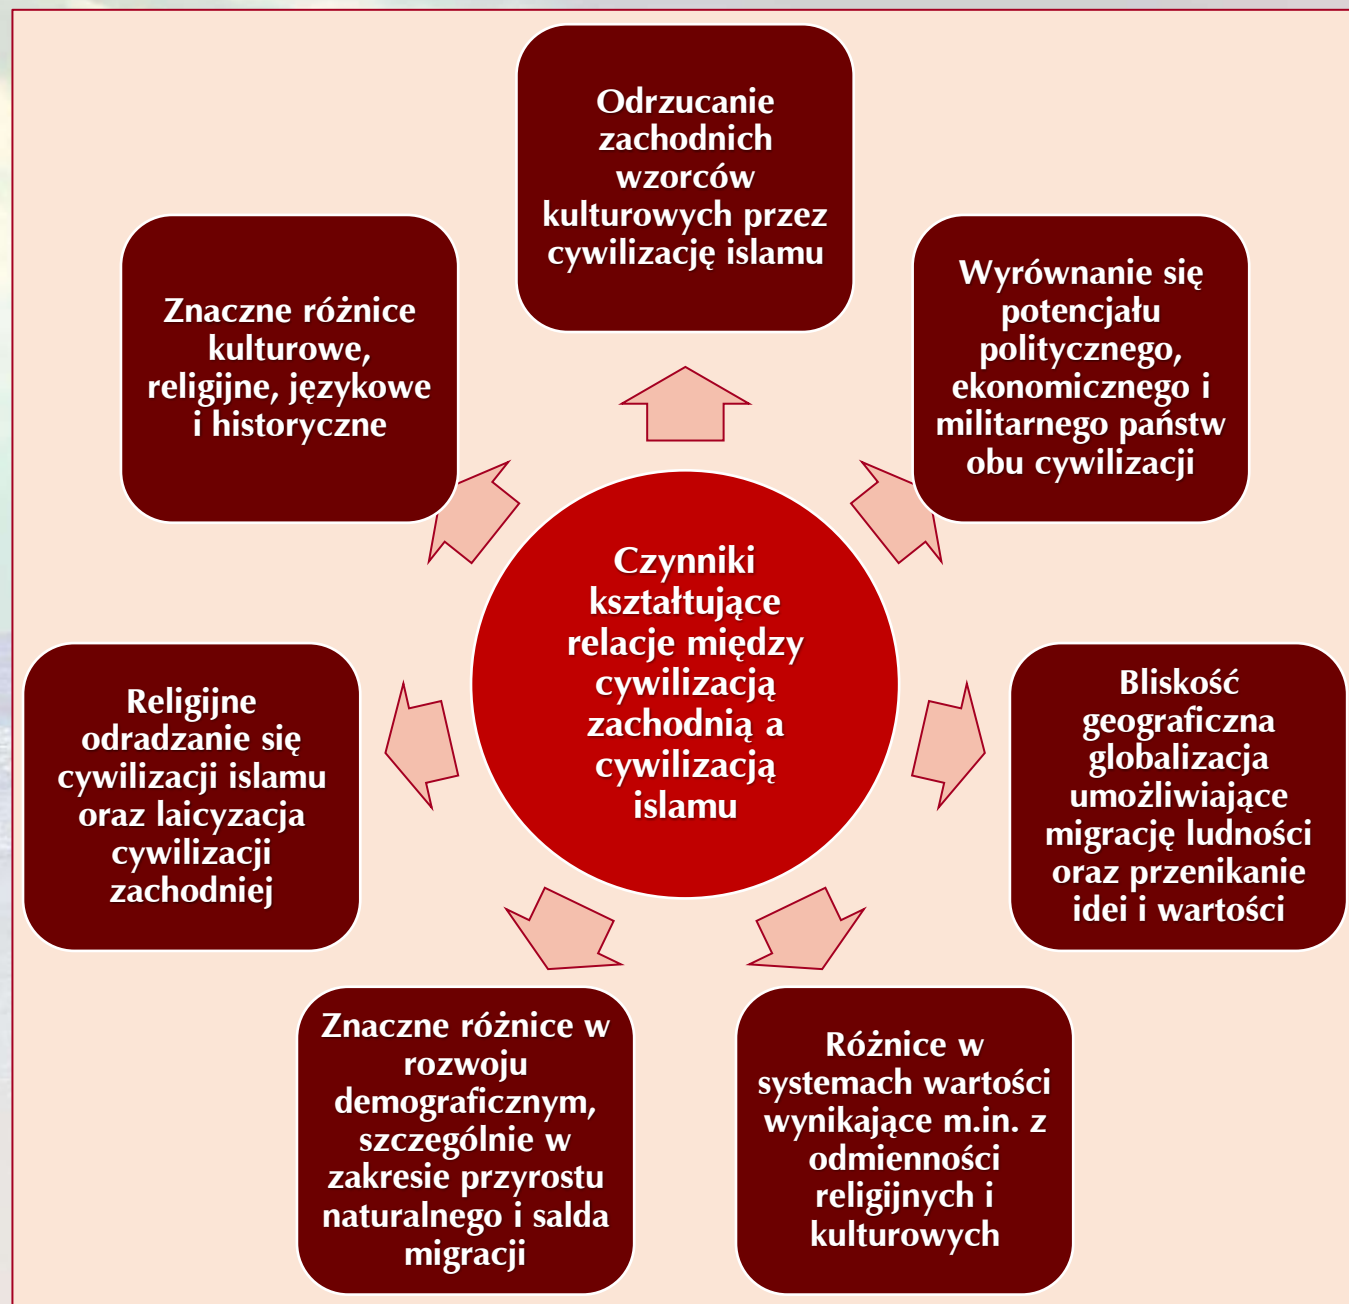 Odrzucanie
zachodnich
wzorców
kulturowych przez
cywilizację islamu
Wyrównanie się
potencjału
politycznego,
ekonomicznego i
militarnego państw
obu cywilizacji
Bliskość
geograficzna
globalizacja
umożliwiające
migrację ludności
oraz przenikanie
idei i wartości
Różnice w
systemach wartości
wynikające m.in. z
odmienności
religijnych i
kulturowych
Znaczne różnice w
rozwoju
demograficznym,
szczególnie w
zakresie przyrostu
naturalnego i salda
migracji
Religijne
odradzanie się
cywilizacji islamu
oraz laicyzacja
cywilizacji
zachodniej
Znaczne różnice
kulturowe,
religijne, językowe
i historyczne
Czynniki
kształtujące
relacje między
cywilizacją
zachodnią a
cywilizacją
islamu